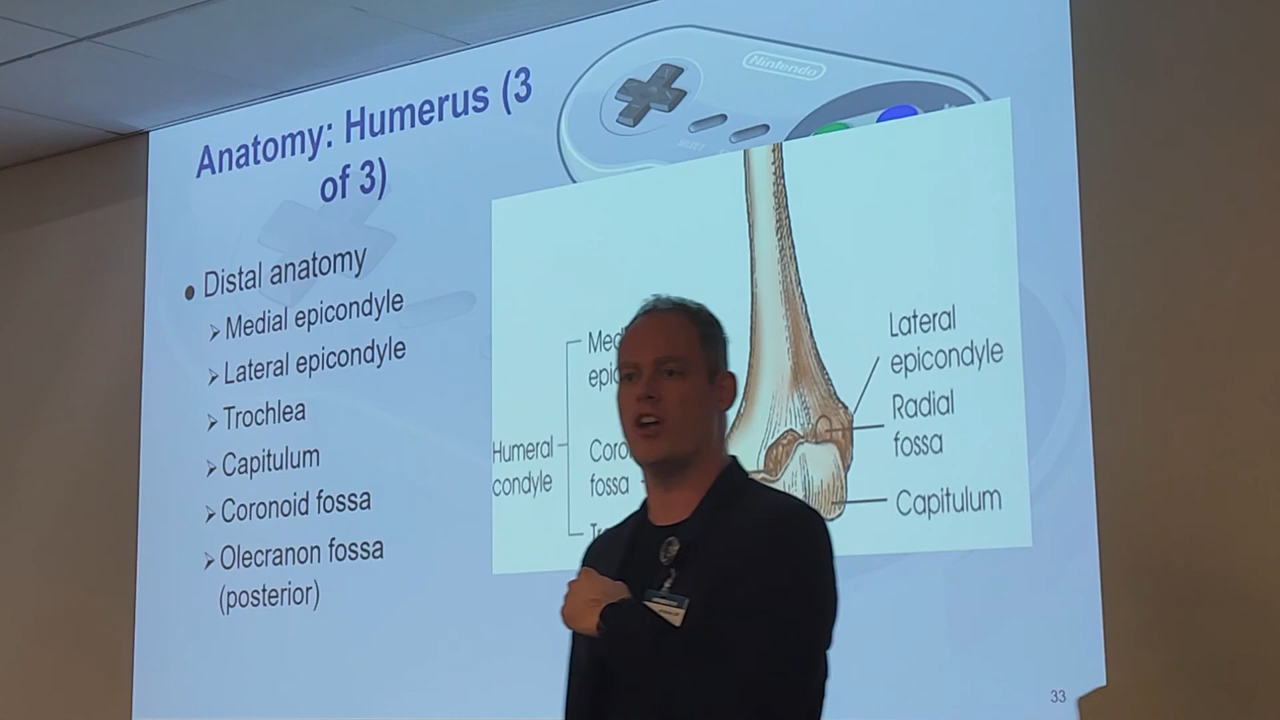 Nintendo
Anatomy: Humerus (3
of 3)
Distal anatomy
Medial epicondyle
Lateral epicondyle
Trochlea
Capitulum
Coronoid fossa
Olecranon fossa
(posterior)
Humeral
condyle
fossa
Lateral
epicondyle
Radial
fossa
Capitulum
33